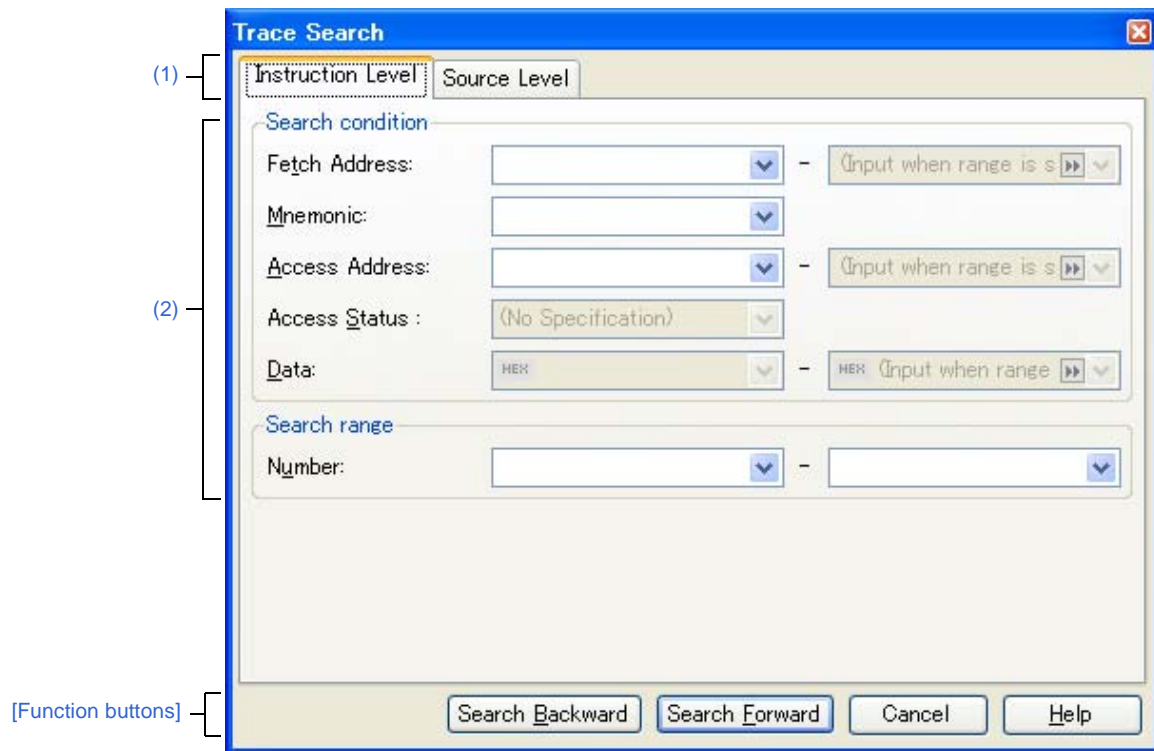 Trace Search
(1)
Instruction Level Source Level
(2)
Search condition
Fetch Address: - (Input when range is s
Mnemonic:
Access Address: - (Input when range is s
Access Status : (No Specification)
Data: HEX - HEX (Input when range
Search range
Number: -
[Function buttons]
Search Backward Search Forward Cancel Help